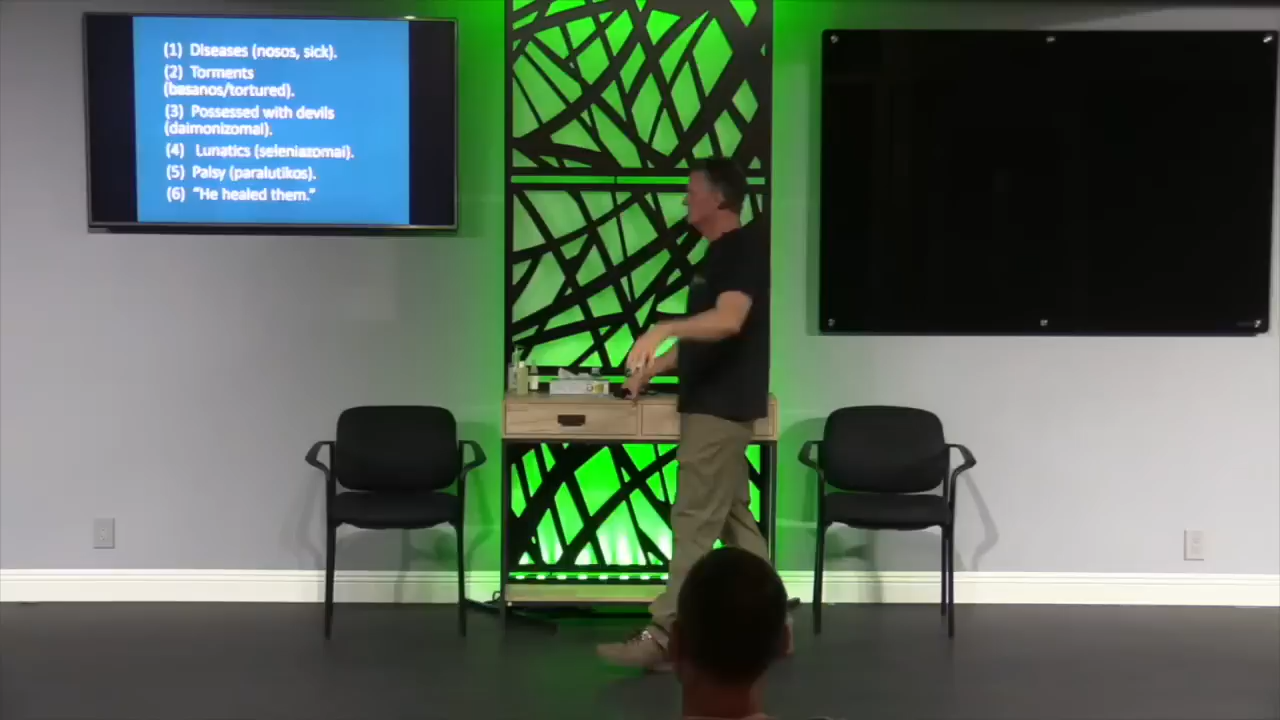 (1) Diseases (nosos, sick).
(2) Torments
(basanos/tortured).
(3) Possessed with devils
(daimonizomai).
(4) Lunatics (seleniazomai).
(5) Palsy (paralutikos).
(6) “He healed them.”